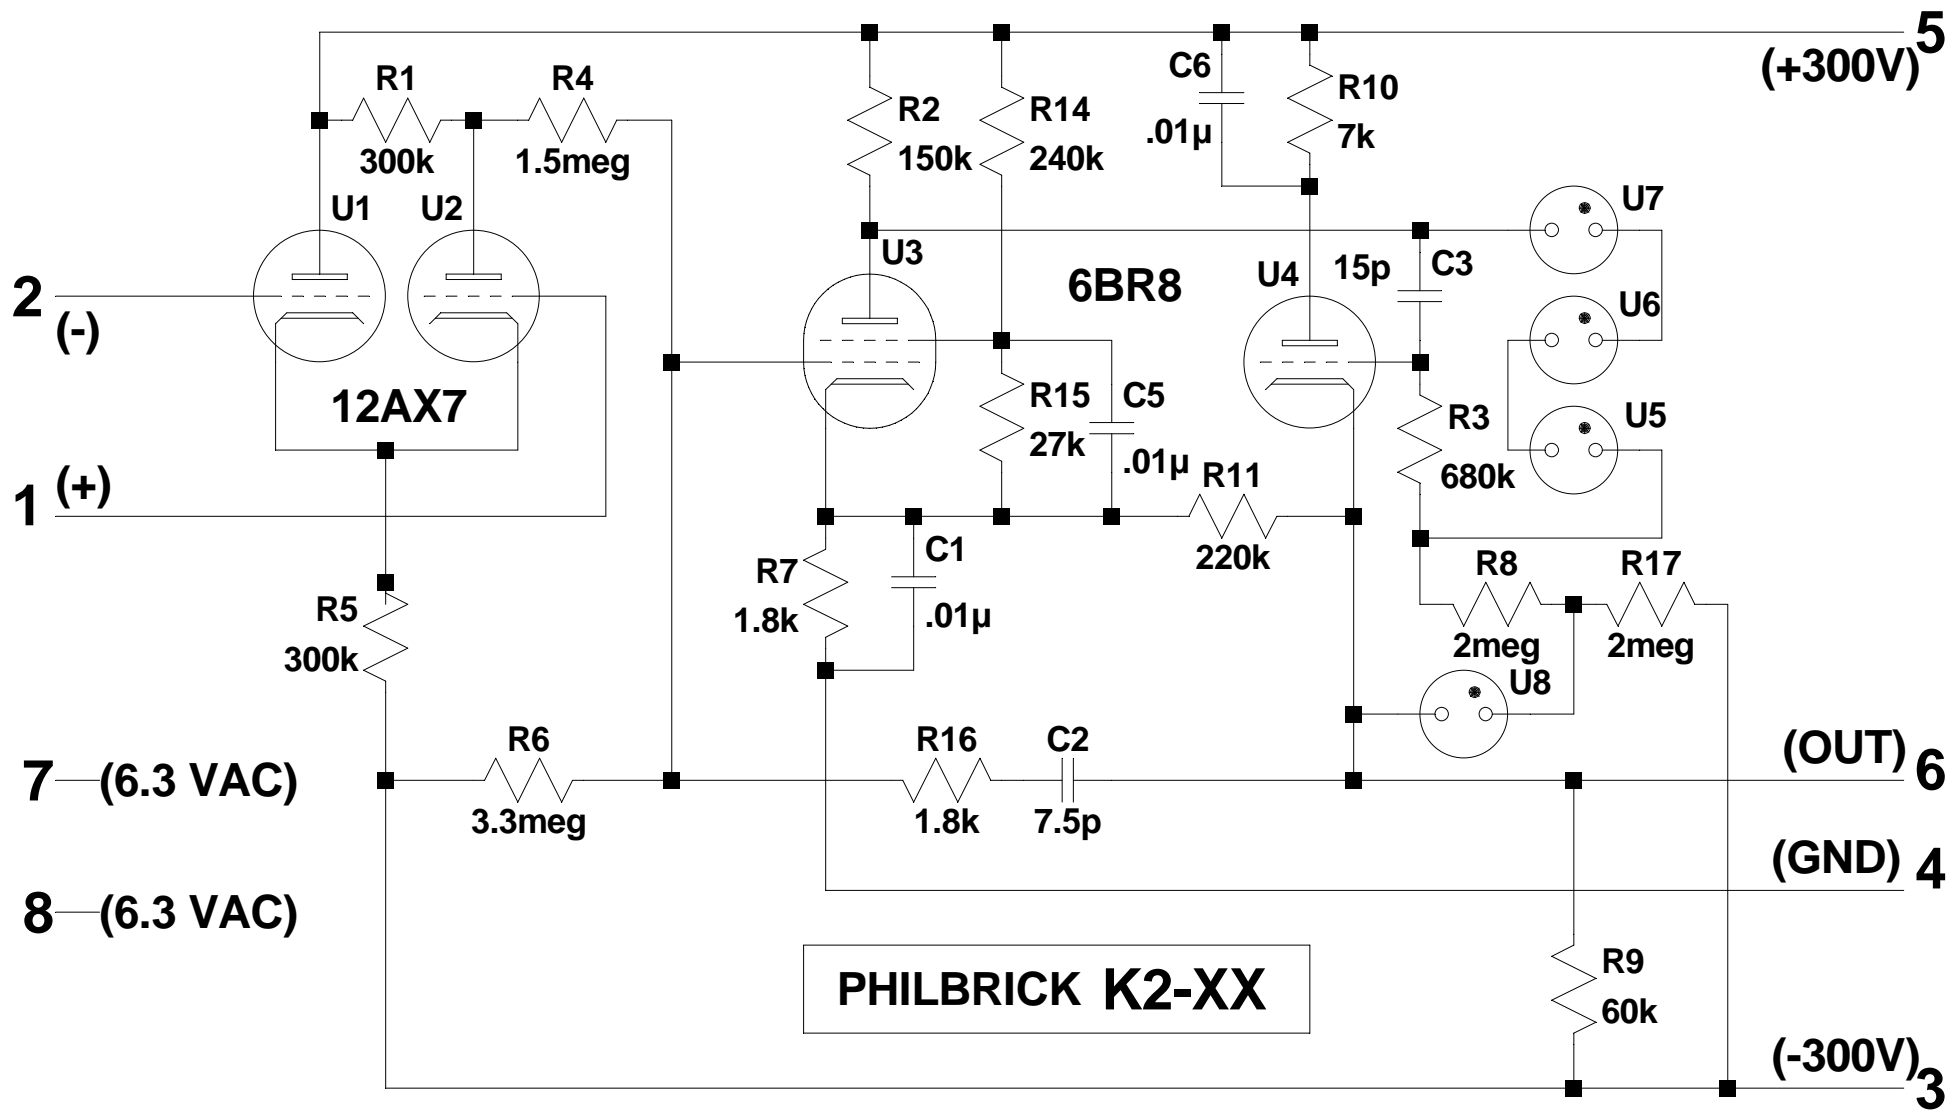 5
(+300V)
R1
300k
R4
1.5meg
R2
150k
R14
240k
C6
.01µ
R10
7k
U1
U2
U3
6BR8
U4
15p
C3
U7
U6
U5
2
(-)
12AX7
R15
27k
C5
.01µ
R11
220k
R3
680k
1
(+)
R7
1.8k
C1
.01µ
R8
2meg
R17
2meg
U8
R5
300k
7
(6.3 VAC)
R6
3.3meg
R16
1.8k
C2
7.5p
(OUT)
6
(GND)
4
8
(6.3 VAC)
PHILBRICK K2-XX
R9
60k
(-300V)
3